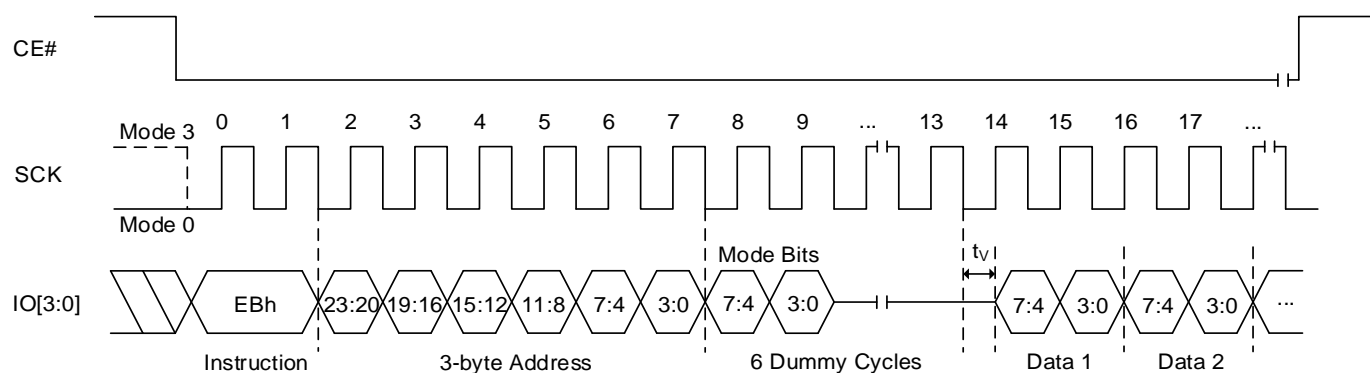 CE#
0 1 2 3 4 5 6 7 8 9 ... 13 14 15 16 17 ...
Mode 3
SCK
Mode 0
Mode Bits
tV
IO[3:0] EBh 23:20 19:16 15:12 11:8 7:4 3:0 7:4 3:0 7:4 3:0 7:4 3:0 ...
Instruction 3-byte Address 6 Dummy Cycles Data 1 Data 2